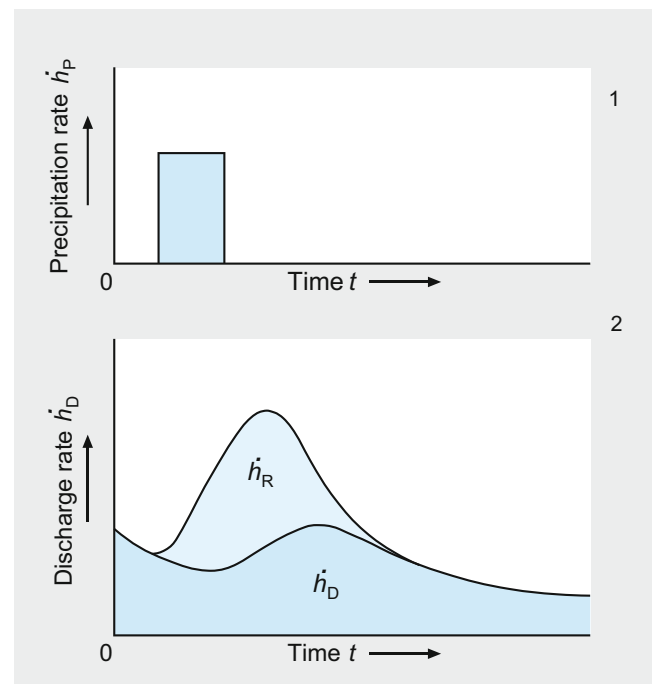 Precipitation rate ḣP
1
0
Time t
2
Discharge rate ḣD
ḣR
ḣD
0
Time t